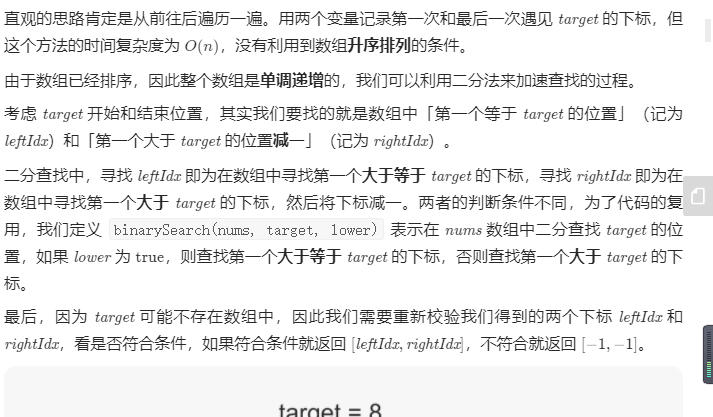 直观的思路肯定是从前往后遍历一遍。用两个变量记录第一次和最后一次遇见 target 的下标，但
这个方法的时间复杂度为 O(n)，没有利用到数组升序排列的条件。
由于数组已经排序，因此整个数组是单调递增的，我们可以利用二分法来加速查找的过程。
考虑 target 开始和结束位置，其实我们要找的就是数组中「第一个等于 target 的位置」（记为
leftIdx）和「第一个大于 target 的位置减一」（记为 rightIdx）。
二分查找中，寻找 leftIdx 即为在数组中寻找第一个大于等于 target 的下标，寻找 rightIdx 即为在
数组中寻找第一个大于 target 的下标，然后将下标减一。两者的判断条件不同，为了代码的复
用，我们定义 binarySearch(nums, target, lower) 表示在 nums 数组中二分查找 target 的位
置，如果 lower 为 true，则查找第一个大于等于 target 的下标，否则查找第一个大于 target 的下
标。
最后，因为 target 可能不存在数组中，因此我们需要重新校验我们得到的两个下标 leftIdx 和
rightIdx，看是否符合条件，如果符合条件就返回 [leftIdx, rightIdx]，不符合就返回 [−1, −1]。
target = 8